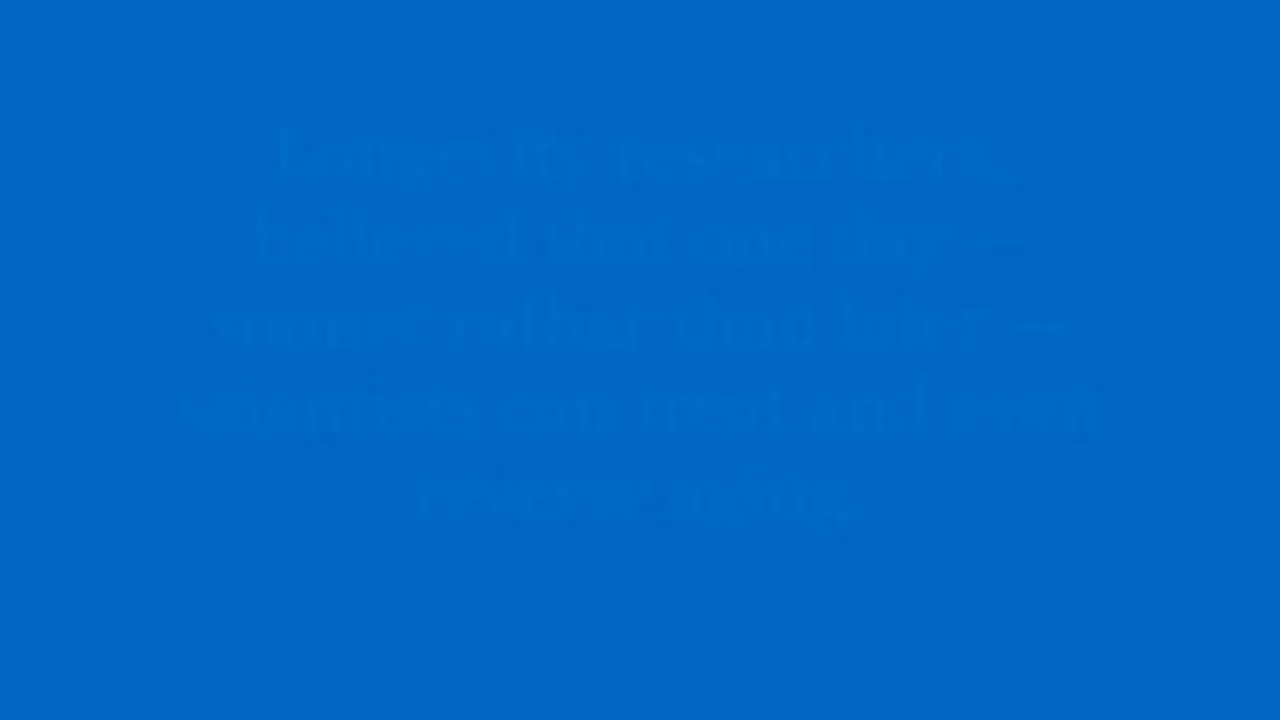 Longevity researchers,
believed that one day —
sooner rather than later —
scientists can treat and even
reverse aging.